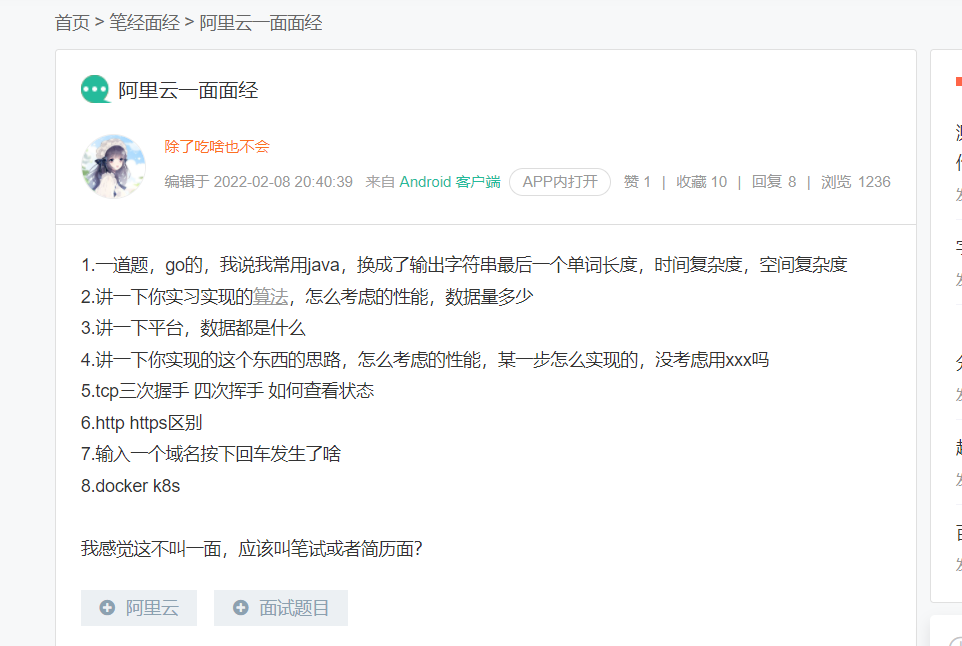 首页 > 笔经面经 > 阿里云一面面经
阿里云一面面经
除了吃啥也不会
编辑于 2022-02-08 20:40:39 来自 Android 客户端 APP内打开 赞 1 | 收藏 10 | 回复 8 | 浏览 1236
1.一道题，go的，我说我常用java，换成了输出字符串最后一个单词长度，时间复杂度，空间复杂度
2.讲一下你实习实现的算法，怎么考虑的性能，数据量多少
3.讲一下平台，数据都是什么
4.讲一下你实现的这个东西的思路，怎么考虑的性能，某一步怎么实现的，没考虑用xxx吗
5.tcp三次握手 四次挥手 如何查看状态
6.http https区别
7.输入一个域名按下回车发生了啥
8.docker k8s
我感觉这不叫一面，应该叫笔试或者简历面?
阿里云 面试题目